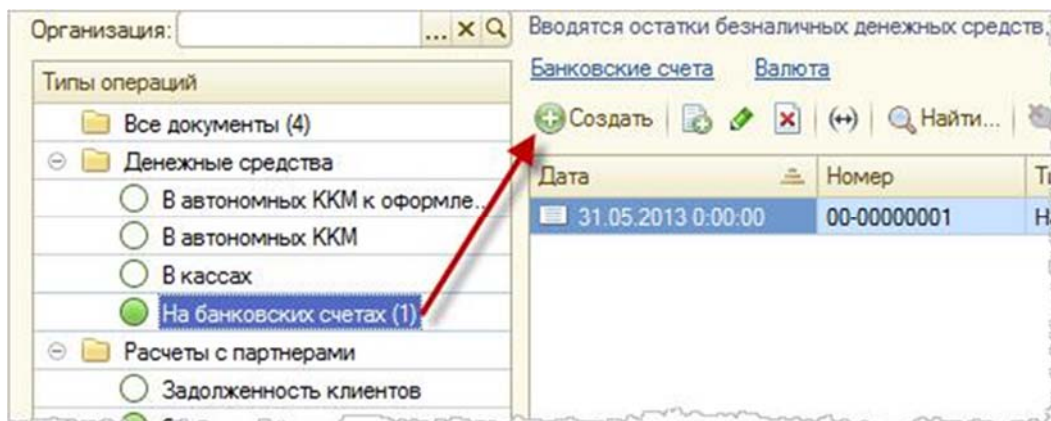 Организация: ... Вводятся остатки безналичных денежных средств,
Банковские счета Валюта
Типы операций
Все документы (4)
Создать Найти...
Денежные средства
Дата Номер
В автономных ККМ к оформле..
31.05.2013 0:00:00 00-00000001
В автономных ККМ
В кассах
На банковских счетах (1)
Расчеты с партнерами
Задолженность клиентов